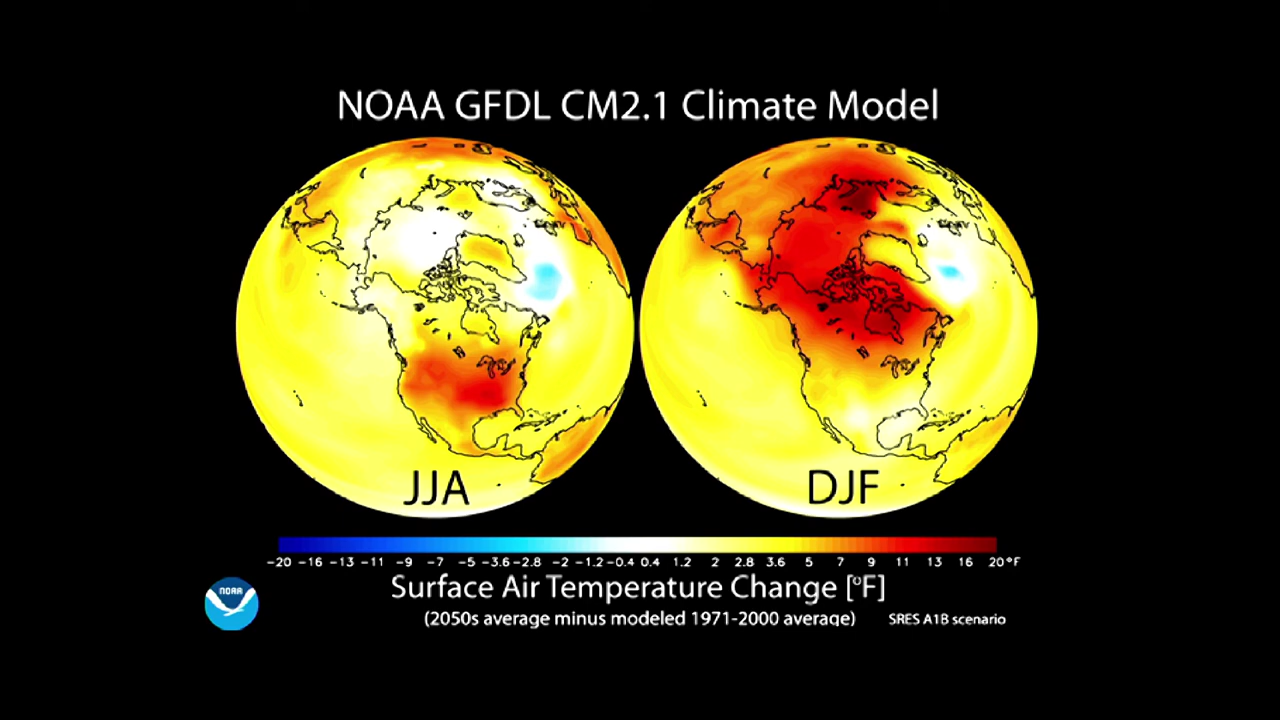 NOAA GFDL CM2.1 Climate Model
JJA DJF
-20 -16 -13 -11 -9 -7 -5 -3.6 -2.8 -2 -1.2 -0.4 0.4 1.2 2 2.8 3.6 5 7 9 11 13 16 20°F
NOAA
Surface Air Temperature Change [°F]
(2050s average minus modeled 1971-2000 average) SRES A1B scenario